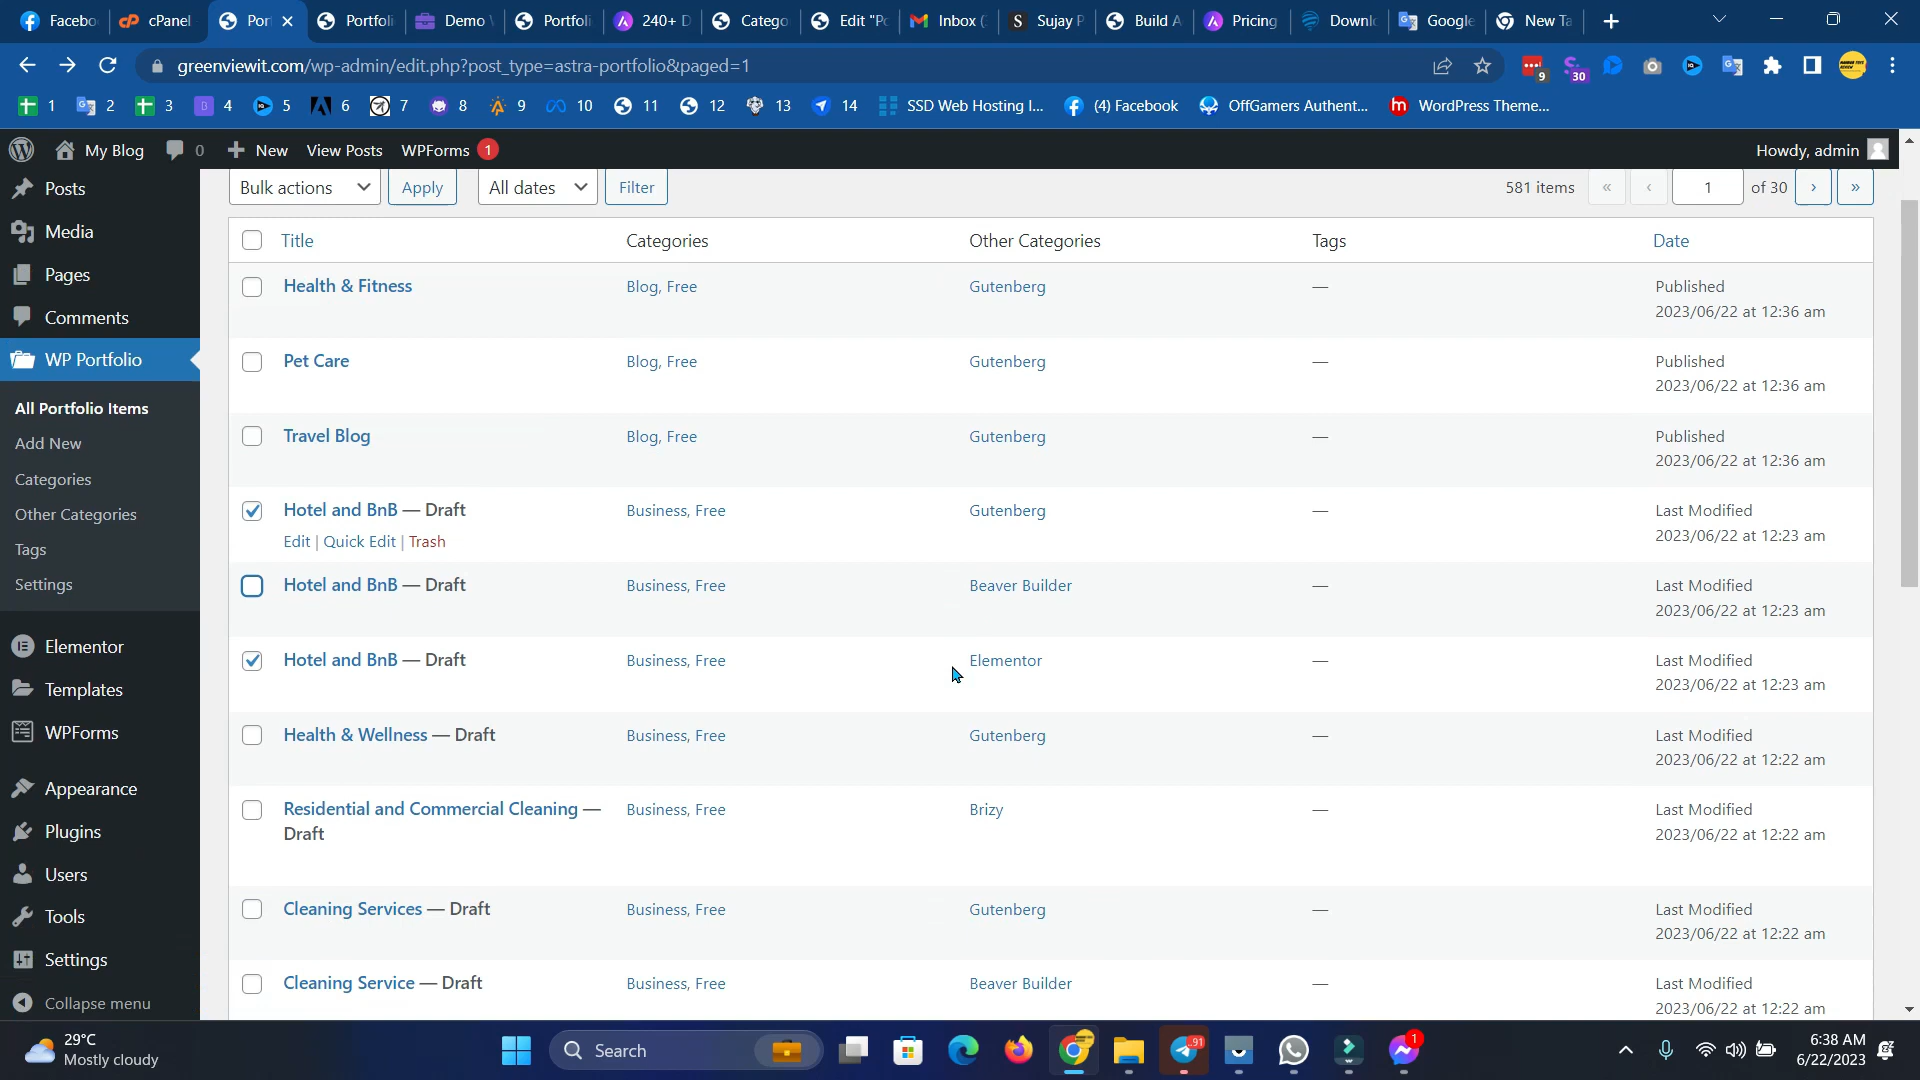 Facebo
cPanel
Por
Portfoli
Demo
Portfoli
240+ D
Catego
Edit "P
Inbox (
Sujay P
Build A
Pricing
Downl
Google
New Ta
greenviewit.com/wp-admin/edit.php?post_type=astra-portfolio&paged=1
9
30
1
2
3
4
5
6
7
8
9
10
11
12
13
14
SSD Web Hosting I...
(4) Facebook
OffGamers Authent...
WordPress Theme...
My Blog
0
New
View Posts
WPForms 1
Howdy, admin
Posts
Media
Pages
Comments
WP Portfolio
All Portfolio Items
Add New
Categories
Other Categories
Tags
Settings
Elementor
Templates
WPForms
Appearance
Plugins
Users
Tools
Settings
Collapse menu
Bulk actions
Apply
All dates
Filter
581 items
«
‹
1
of 30
›
»
Title
Categories
Other Categories
Tags
Date
Health & Fitness
Blog, Free
Gutenberg
—
Published
2023/06/22 at 12:36 am
Pet Care
Blog, Free
Gutenberg
—
Published
2023/06/22 at 12:36 am
Travel Blog
Blog, Free
Gutenberg
—
Published
2023/06/22 at 12:36 am
Hotel and BnB — Draft
Edit | Quick Edit | Trash
Business, Free
Gutenberg
—
Last Modified
2023/06/22 at 12:23 am
Hotel and BnB — Draft
Business, Free
Beaver Builder
—
Last Modified
2023/06/22 at 12:23 am
Hotel and BnB — Draft
Business, Free
Elementor
—
Last Modified
2023/06/22 at 12:23 am
Health & Wellness — Draft
Business, Free
Gutenberg
—
Last Modified
2023/06/22 at 12:22 am
Residential and Commercial Cleaning —
Draft
Business, Free
Brizy
—
Last Modified
2023/06/22 at 12:22 am
Cleaning Services — Draft
Business, Free
Gutenberg
—
Last Modified
2023/06/22 at 12:22 am
Cleaning Service — Draft
Business, Free
Beaver Builder
—
Last Modified
2023/06/22 at 12:22 am
29°C
Mostly cloudy
Search
91
1
6:38 AM
6/22/2023